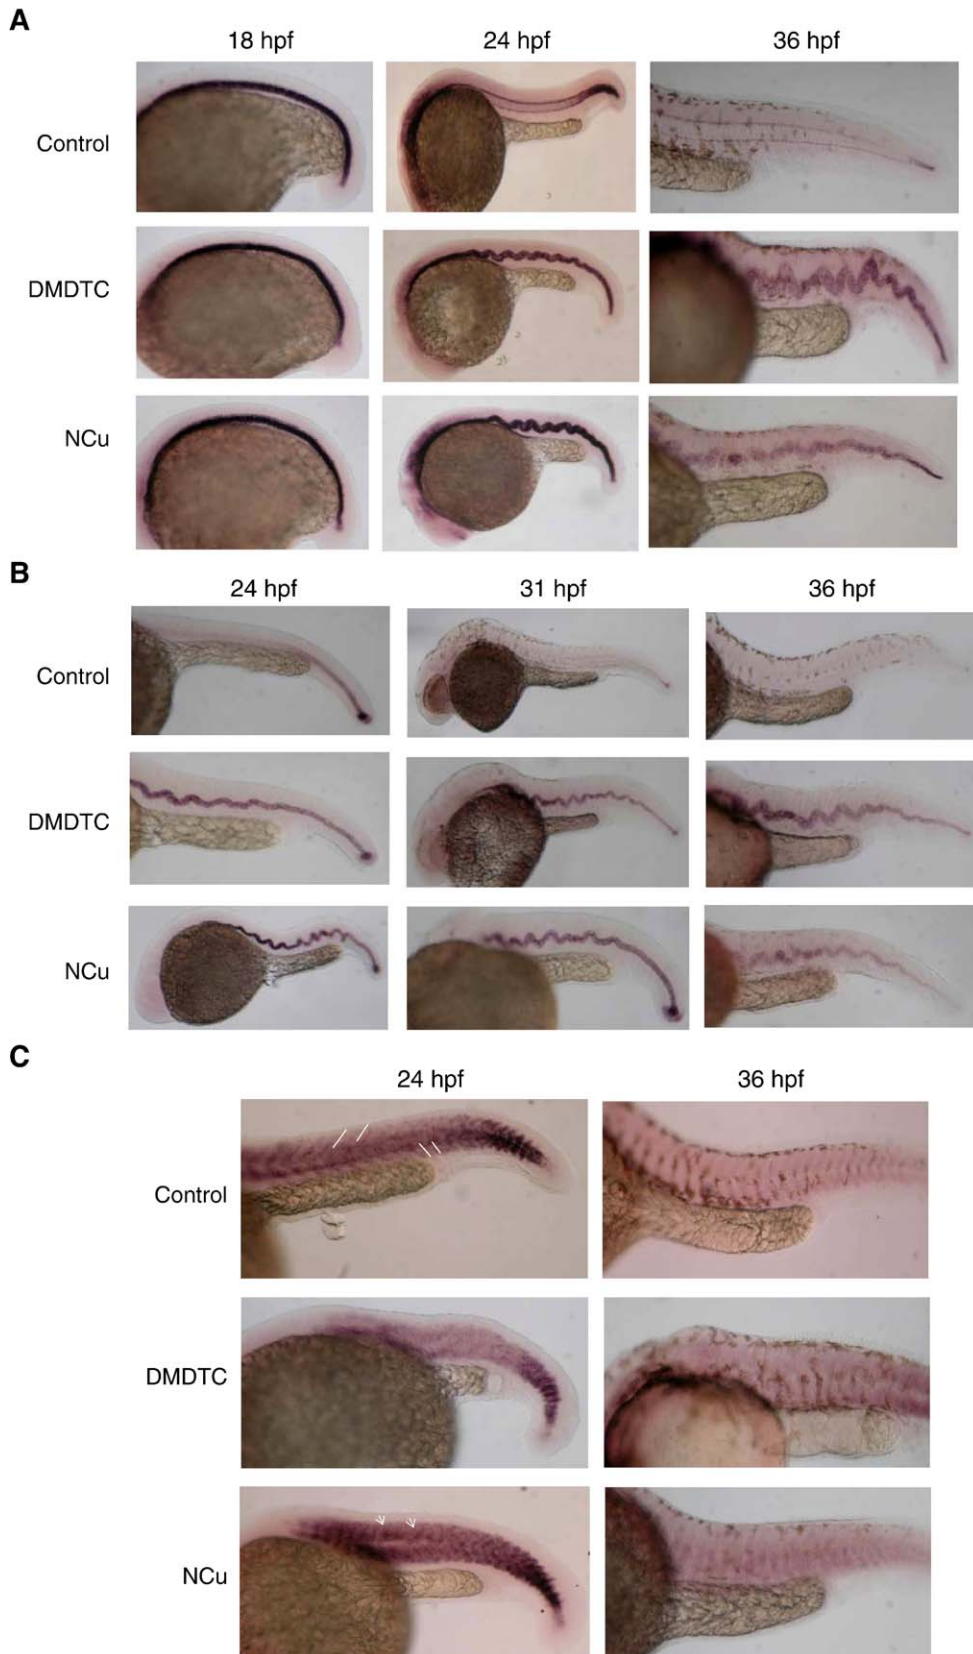 A
18 hpf 24 hpf 36 hpf
Control
DMDTC
NCu
B
24 hpf 31 hpf 36 hpf
Control
DMDTC
NCu
C
24 hpf 36 hpf
Control
DMDTC
NCu